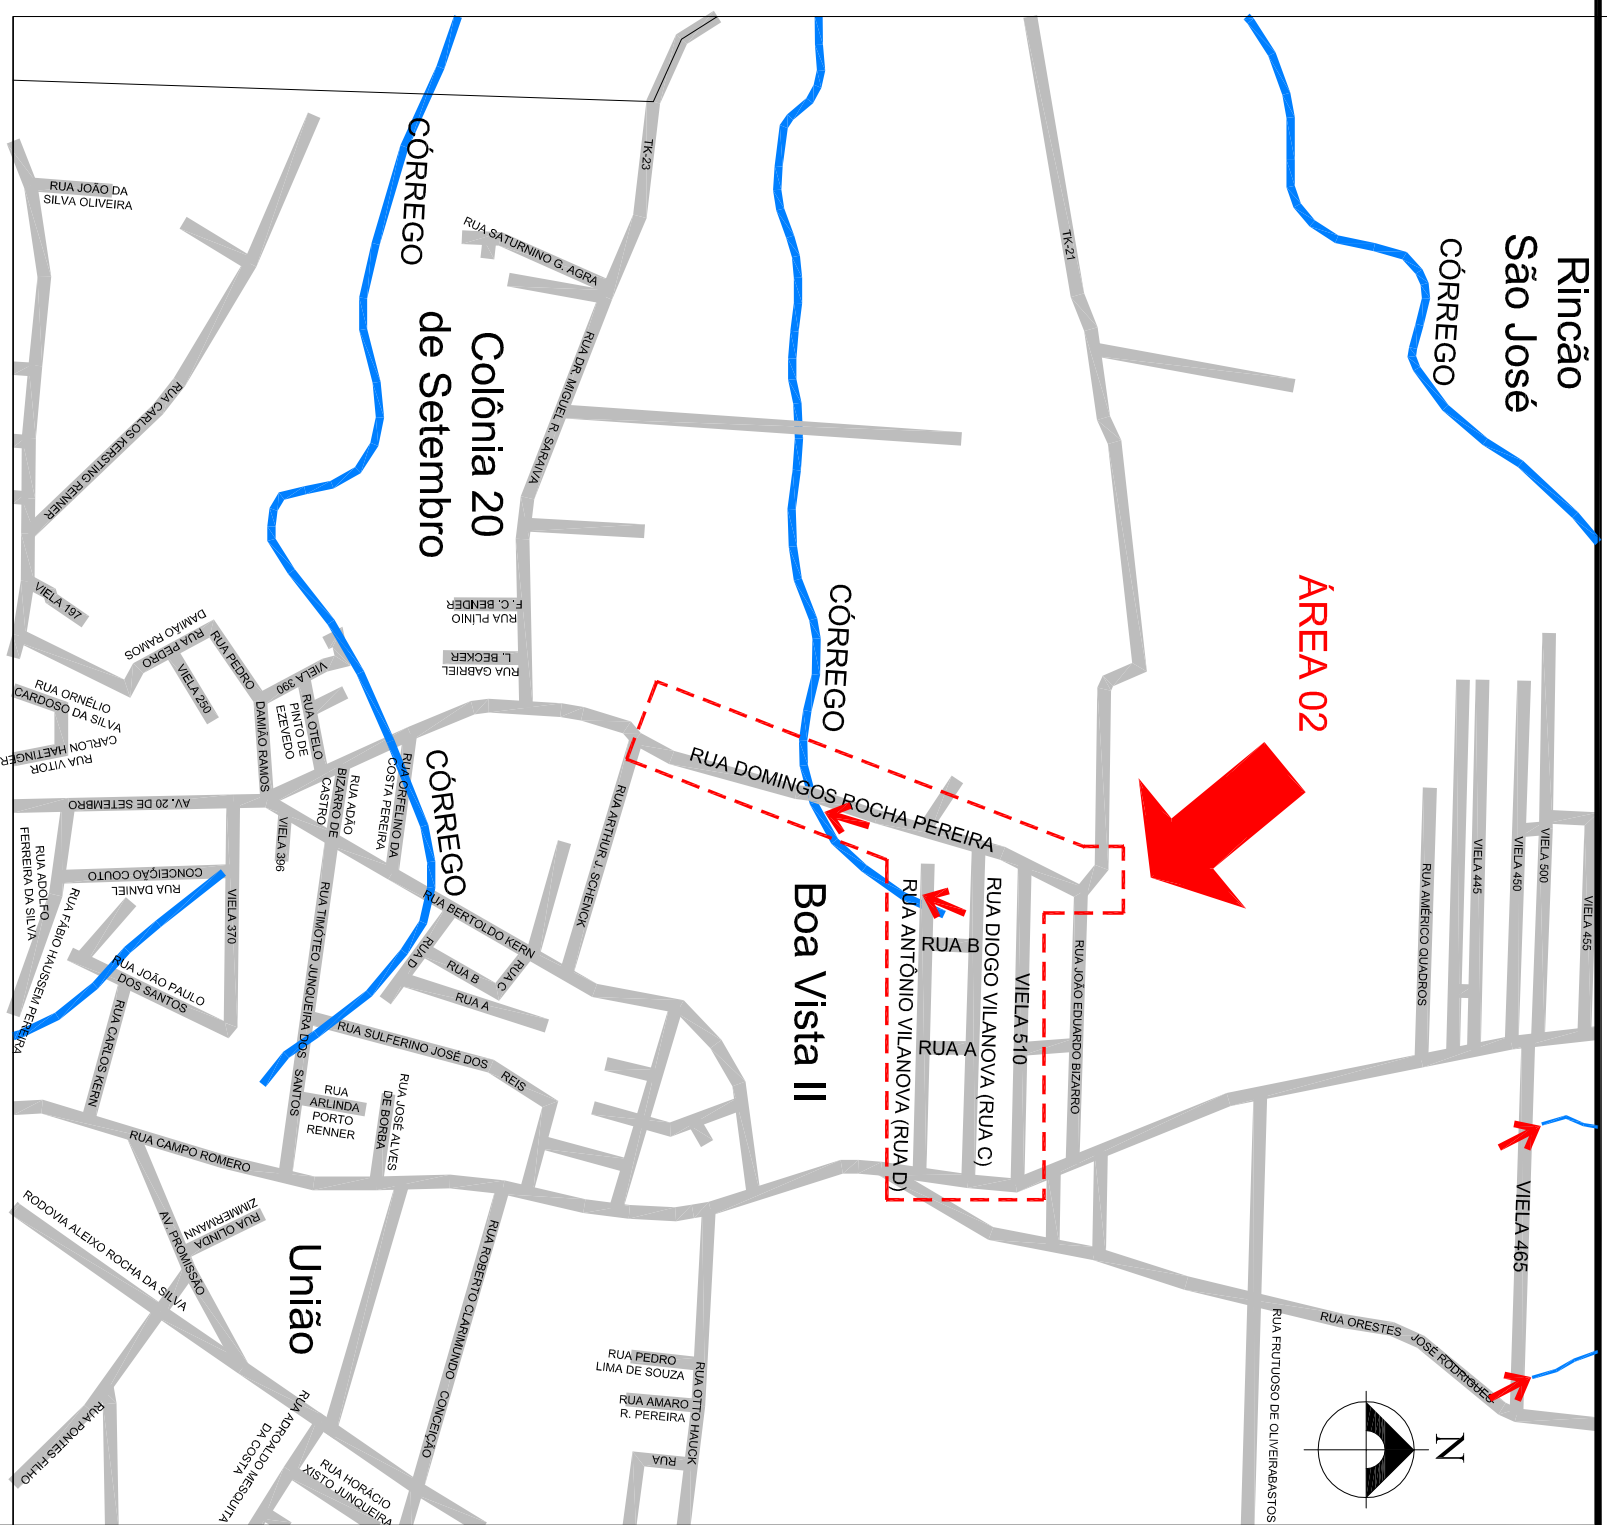 Rincão
São José
CÓRREGO
ÁREA 02
TK-21
TK-23
CÓRREGO
RUA JOÃO DA
SILVA OLIVEIRA
RUA SATURNINO G. AGRA
Colônia 20
de Setembro
RUA DR. MIGUEL R. SARAIVA
RUA CARLOS KERSTING RENNER
CÓRREGO
RUA PLÍNIO
F. C. BENDER
RUA GABRIEL
L. BECKER
VIELA 197
RUA PEDRO
DAMIÃO RAMOS
VIELA 250
RUA PEDRO
DAMIÃO RAMOS
VIELA 390
RUA OTELO
PINTO DE
EZEVEDO
RUA ORNÉLIO
CARDOSO DA SILVA
RUA VITOR
CARLON HAETINGER
AV. 20 DE SETEMBRO
RUA ADÃO
BIZARRO DE
CASTRO
RUA ORFELINO DA
COSTA PEREIRA
CÓRREGO
VIELA 396
RUA DOMINGOS ROCHA PEREIRA
RUA ARTHUR J. SCHENCK
Boa Vista II
RUA ANTÔNIO VILANOVA (RUA D)
RUA B
RUA A
RUA DIOGO VILANOVA (RUA C)
VIELA 510
RUA JOÃO EDUARDO BIZARRO
RUA AMÉRICO QUADROS
VIELA 445
VIELA 450
VIELA 500
VIELA 455
RUA BERTOLDO KERN
RUA D
RUA B
RUA C
RUA A
RUA ADOLFO
FERREIRA DA SILVA
RUA DANIEL
CONCEIÇÃO COUTO
VIELA 370
RUA FÁBIO HAUSSEM PEREIRA
RUA JOÃO PAULO
DOS SANTOS
RUA TIMÓTEO JUNQUEIRA DOS SANTOS
RUA CARLOS KERN
RUA SULFERINO JOSÉ DOS REIS
RUA
ARLINDA
PORTO
RENNER
RUA JOSÉ ALVES
DE BORBA
RUA CAMPO ROMERO
RODOVIA ALEIXO ROCHA DA SILVA
AV. PROMISSÃO
RUA OLINDA
ZIMMERMANN
União
RUA ROBERTO CLARIMUNDO CONCEIÇÃO
VIELA 465
RUA ORESTES JOSÉ RODRIGUES
RUA FRUTUOSO DE OLIVEIRABASTOS
RUA PEDRO
LIMA DE SOUZA
RUA AMARO
R. PEREIRA
RUA OTTO HAUCK
RUA
RUA PONTES FILHO
RUA ADROALDO MESQUITA
DA COSTA
RUA HORÁCIO
XISTO JUNQUEIRA
N